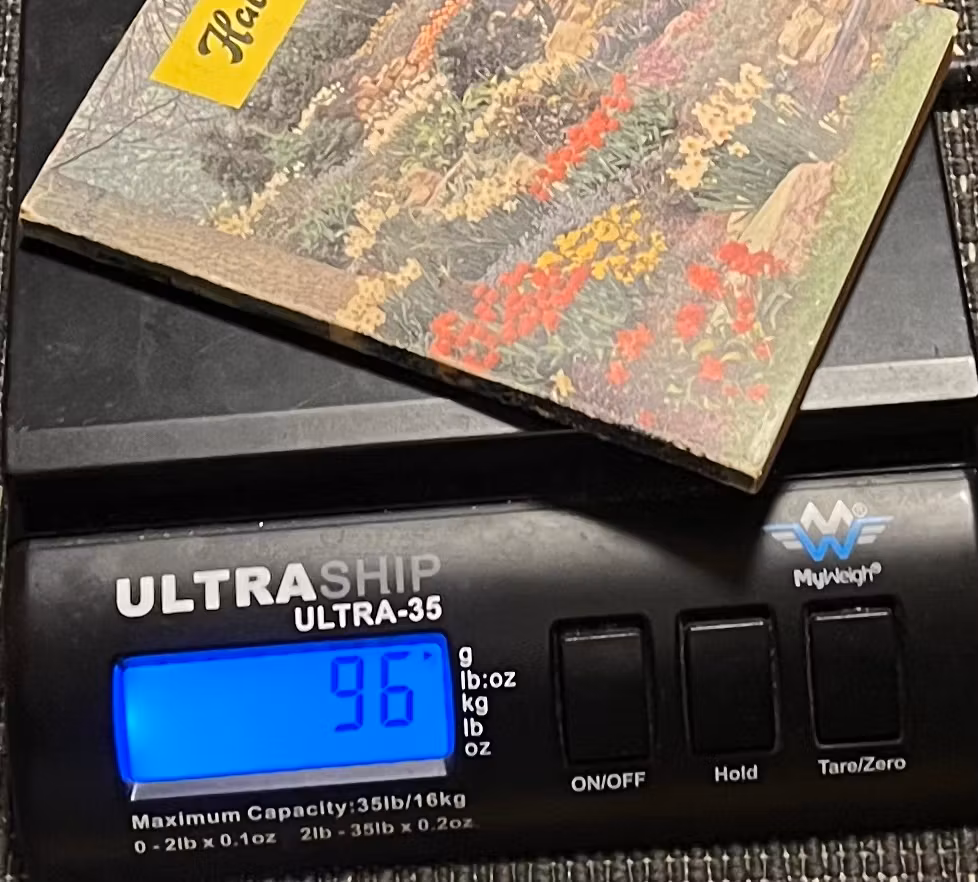 Hau
ULTRASHIP
ULTRA-35
MyWeigh®
96
g
lb:oz
kg
lb
oz
ON/OFF
Hold
Tare/Zero
Maximum Capacity:35lb/16kg
0 - 2lb x 0.1oz 2lb - 35lb x 0.2oz